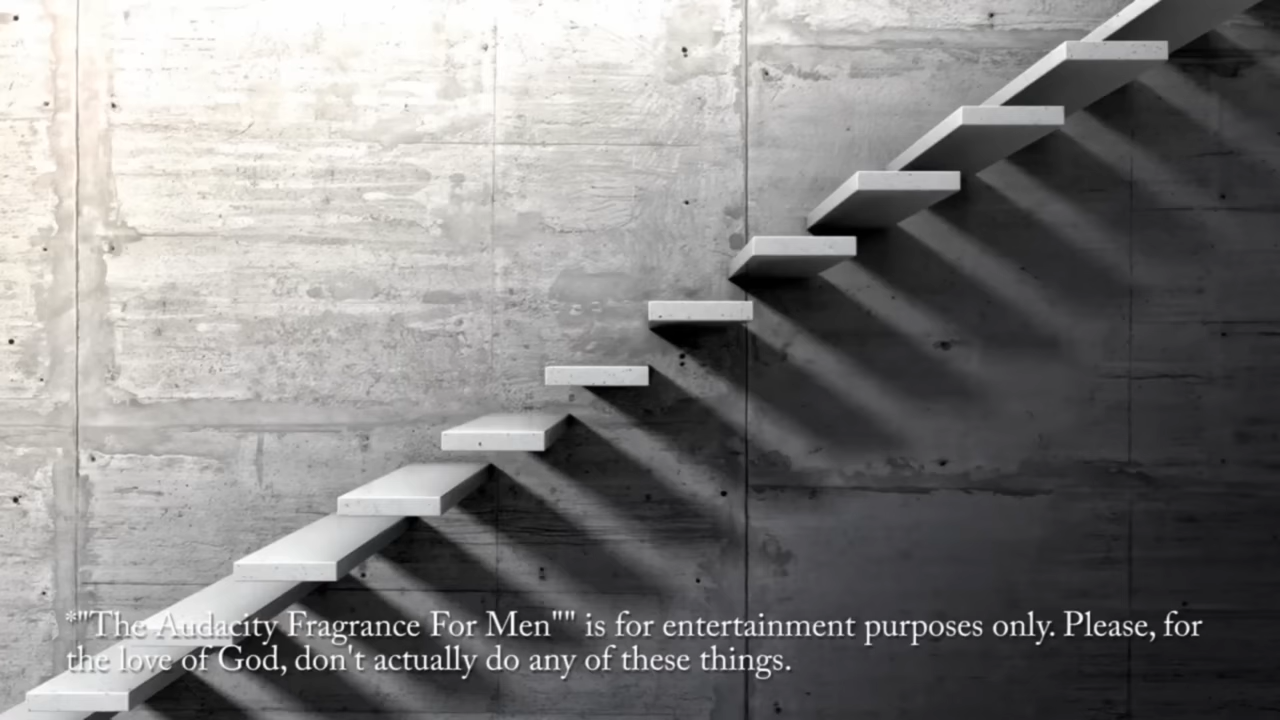 *"The Audacity Fragrance For Men"" is for entertainment purposes only. Please, for
the love of God, don't actually do any of these things.